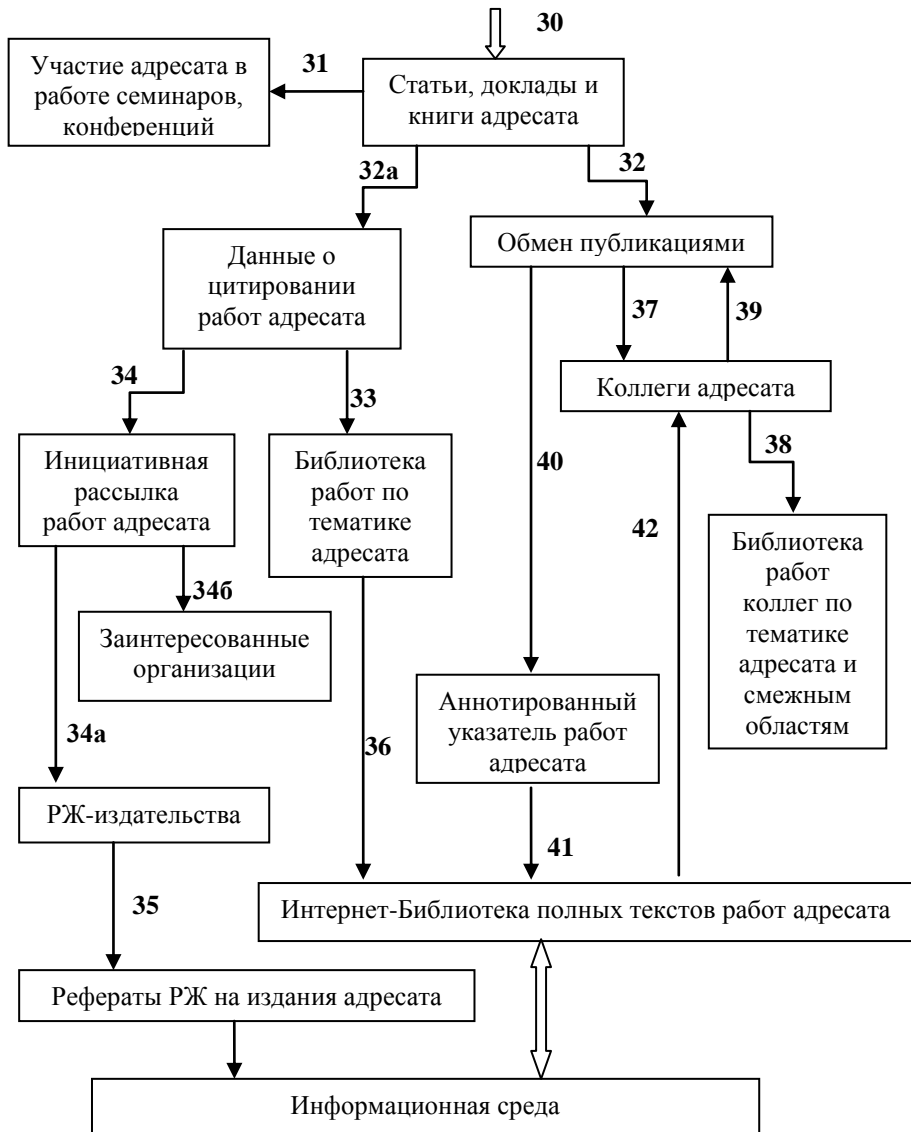 30
Участие адресата в
работе семинаров,
конференций
31
Статьи, доклады и
книги адресата
32а
32
Данные о
цитировании
работ адресата
Обмен публикациями
37
39
34
33
Коллеги адресата
Инициативная
рассылка
работ адресата
Библиотека
работ по
тематике
адресата
40
38
42
Библиотека
работ
коллег по
тематике
адресата и
смежным
областям
34б
Заинтересованные
организации
34а
36
Аннотированный
указатель работ
адресата
РЖ-издательства
41
35
Интернет-Библиотека полных текстов работ адресата
Рефераты РЖ на издания адресата
Информационная среда